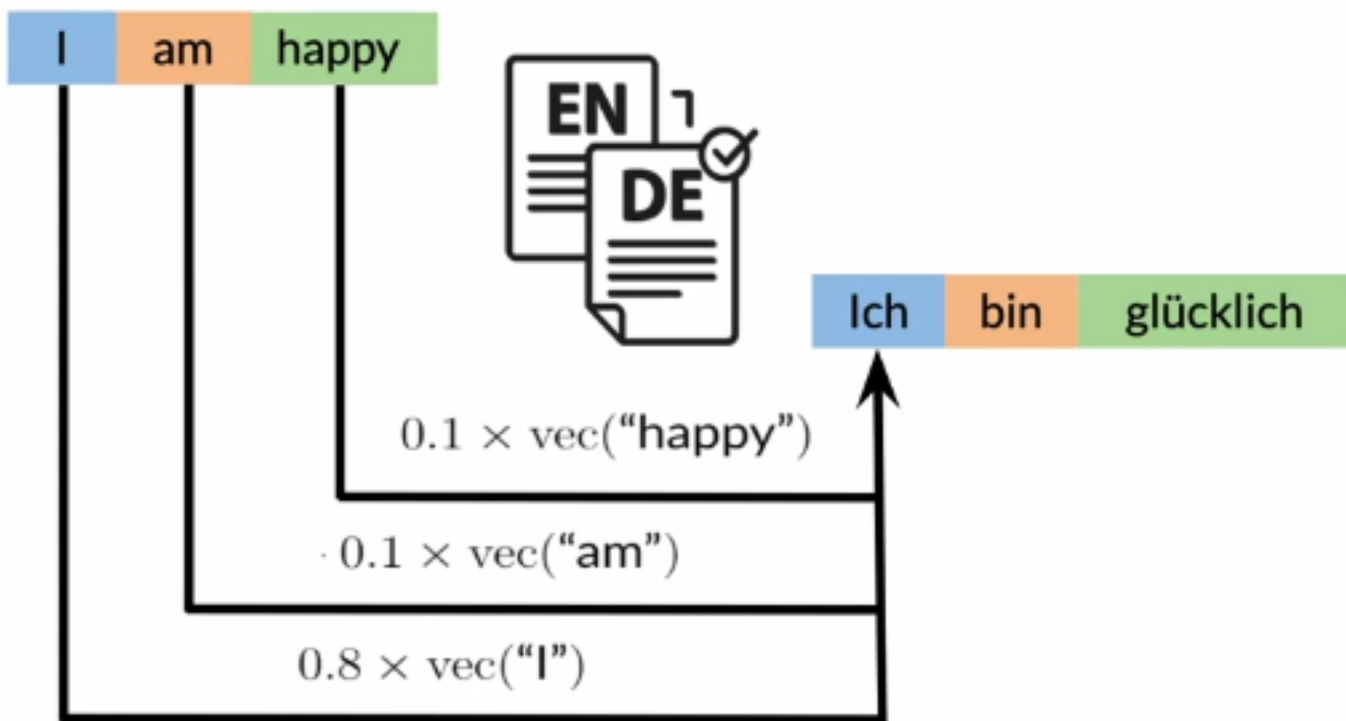 I am happy
EN
DE
Ich bin glücklich
0.1 × vec(“happy”)
0.1 × vec(“am”)
0.8 × vec(“I”)